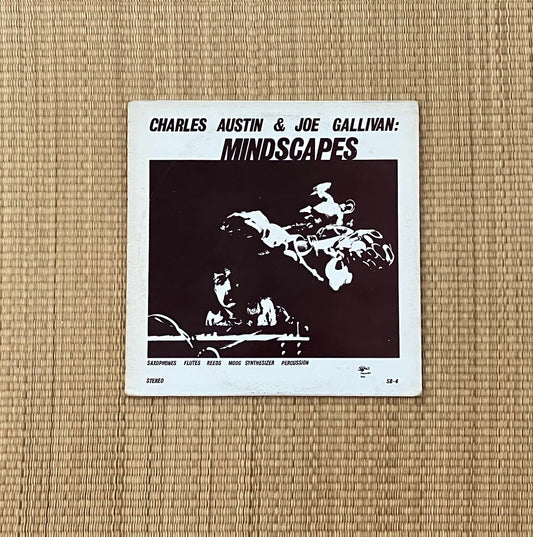 CHARLES AUSTIN & JOE GALLIVAN:
MINDSCAPES
SAXOPHONES FLUTES REEDS MOOG SYNTHESIZER PERCUSSION
STEREO
SB-4